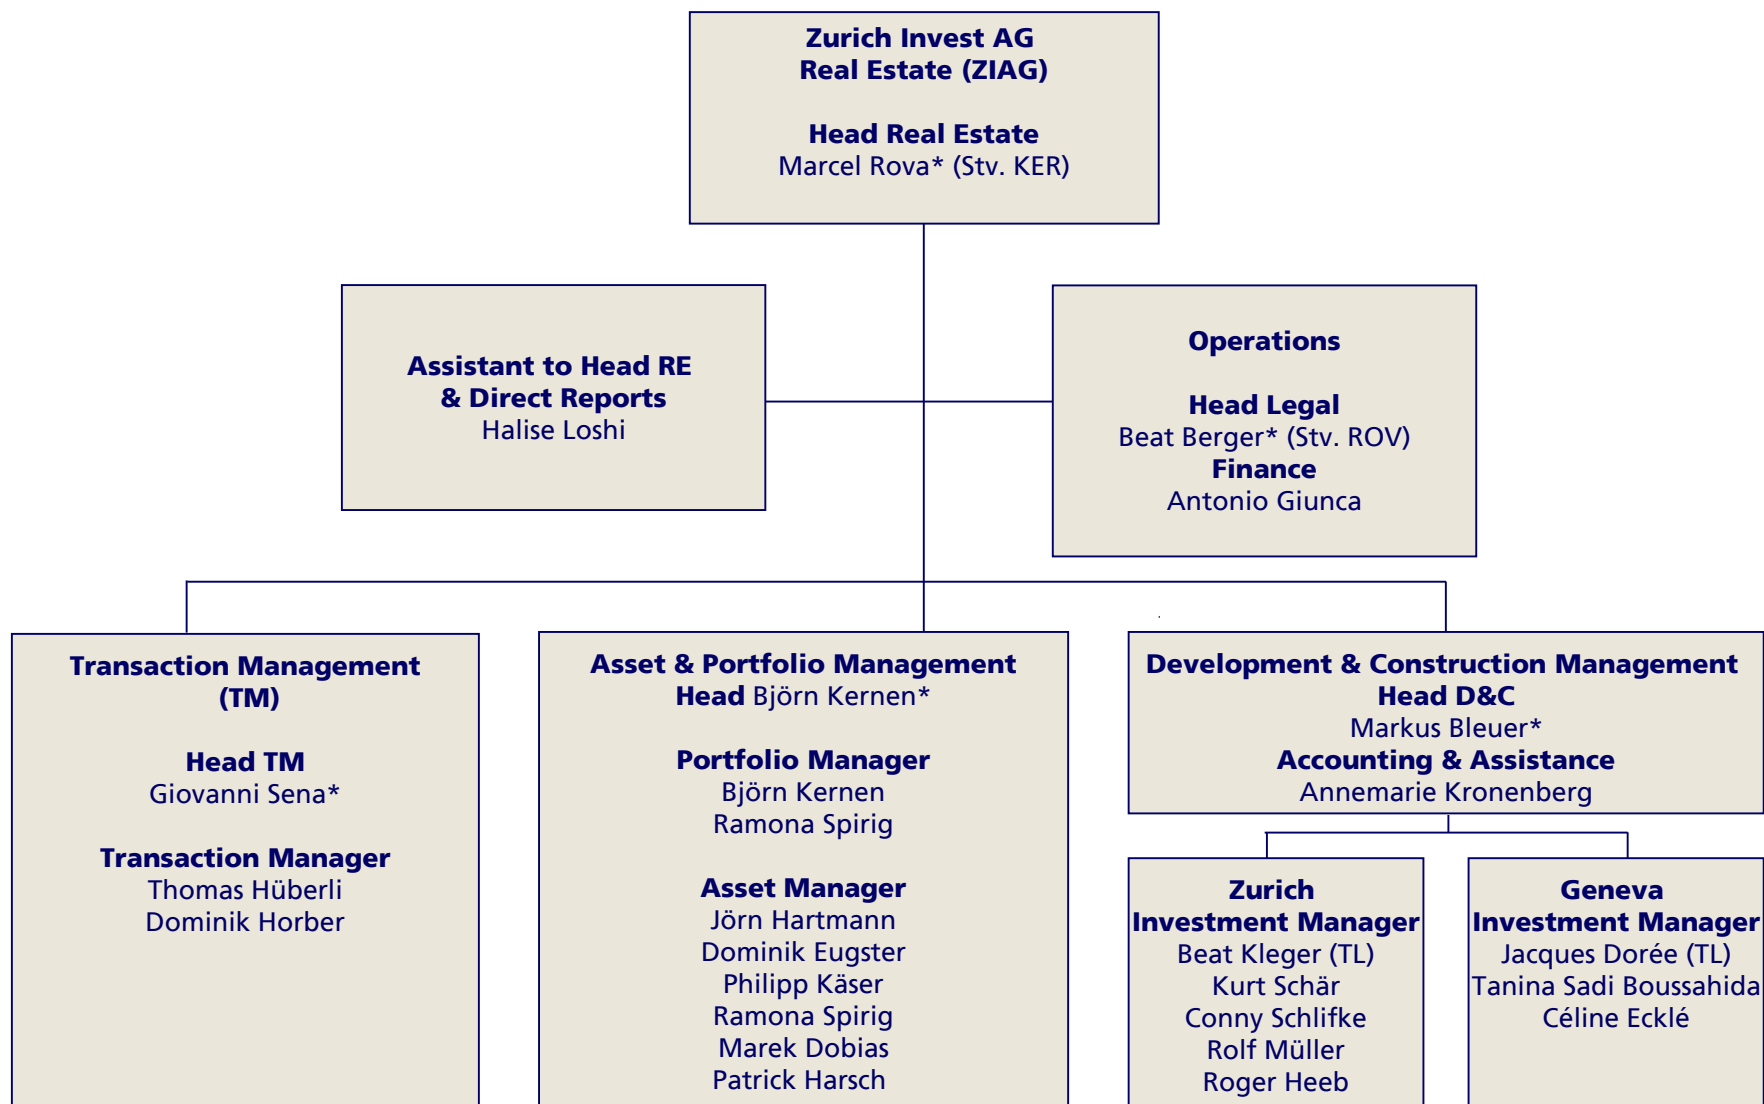 Zurich Invest AG
Real Estate (ZIAG)
Head Real Estate
Marcel Rova* (Stv. KER)
Assistant to Head RE
& Direct Reports
Halise Loshi
Operations
Head Legal
Beat Berger* (Stv. ROV)
Finance
Antonio Giunca
Transaction Management
(TM)
Head TM
Giovanni Sena*
Transaction Manager
Thomas Hüberli
Dominik Horber
Asset & Portfolio Management
Head Björn Kernen*
Portfolio Manager
Björn Kernen
Ramona Spirig
Asset Manager
Jörn Hartmann
Dominik Eugster
Philipp Käser
Ramona Spirig
Marek Dobias
Patrick Harsch
Development & Construction Management
Head D&C
Markus Bleuer*
Accounting & Assistance
Annemarie Kronenberg
Zurich
Investment Manager
Beat Kleger (TL)
Kurt Schär
Conny Schlifke
Rolf Müller
Roger Heeb
Geneva
Investment Manager
Jacques Dorée (TL)
Tanina Sadi Boussahida
Céline Ecklé